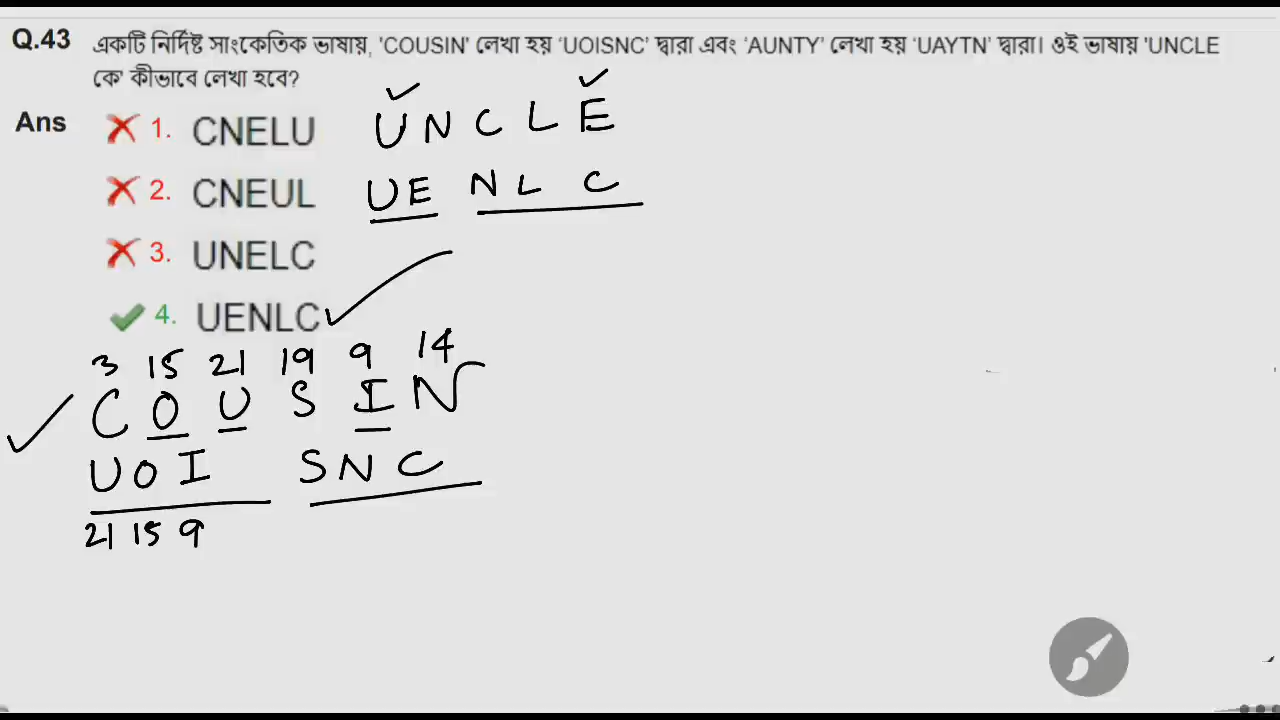 Q.43 একটি নির্দিষ্ট সাংকেতিক ভাষায়, 'COUSIN' লেখা হয় 'UOISNC' দ্বারা এবং 'AUNTY' লেখা হয় 'UAYTN' দ্বারা। ওই ভাষায় 'UNCLE
কে' কীভাবে লেখা হবে?
Ans
1. CNELU
2. CNEUL
3. UNELC
4. UENLC
UNCLE
UE NLC
3 15 21 19 9 14
COUSIN
UOI SNC
21 15 9